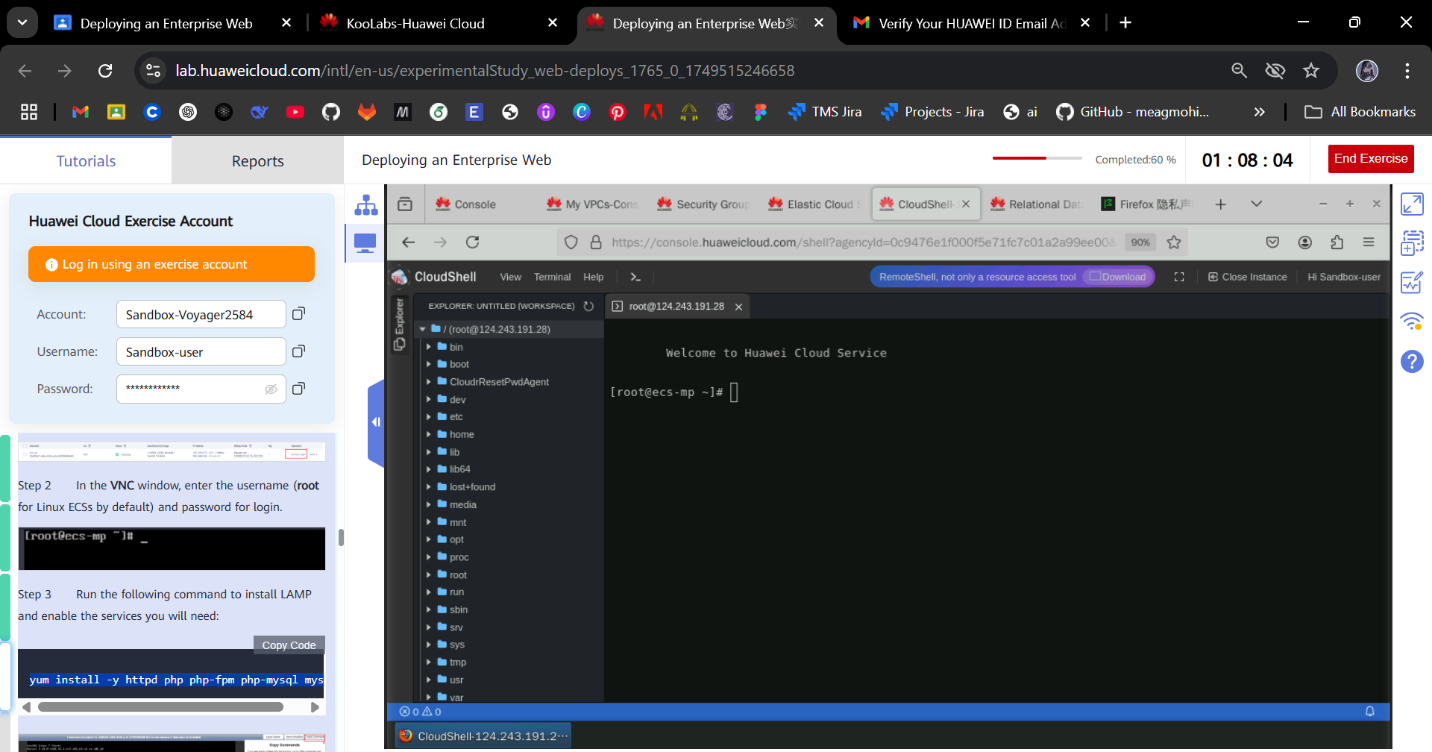 Deploying an Enterprise Web
KooLabs-Huawei Cloud
Deploying an Enterprise Web实
Verify Your HUAWEI ID Email Ad
lab.huaweicloud.com/intl/en-us/experimentalStudy_web-deploys_1765_0_1749515246658
TMS Jira
Projects - Jira
ai
GitHub - meagmohi...
All Bookmarks
Tutorials
Reports
Deploying an Enterprise Web
Completed:60 %
01 : 08 : 04
End Exercise
Huawei Cloud Exercise Account
Log in using an exercise account
Account:
Sandbox-Voyager2584
Username:
Sandbox-user
Password:
************
Step 2 In the VNC window, enter the username (root
for Linux ECSs by default) and password for login.
[root@ecs-mp ~]# _
Step 3 Run the following command to install LAMP
and enable the services you will need:
Copy Code
yum install -y httpd php php-fpm php-mysql mys
Console
My VPCs-Cons
Security Group
Elastic Cloud S
CloudShell-
Relational Dat
Firefox 隐私声
https://console.huaweicloud.com/shell?agencyId=0c9476e1f000f5e71fc7c01a2a99ee00
90%
CloudShell
View
Terminal
Help
RemoteShell, not only a resource access tool
Download
Close Instance
Hi Sandbox-user
Explorer
EXPLORER: UNTITLED (WORKSPACE)
root@124.243.191.28
/ (root@124.243.191.28)
bin
boot
CloudrResetPwdAgent
dev
etc
home
lib
lib64
lost+found
media
mnt
opt
proc
root
run
sbin
srv
sys
tmp
usr
var
Welcome to Huawei Cloud Service
[root@ecs-mp ~]#
0 0
CloudShell-124.243.191.2···